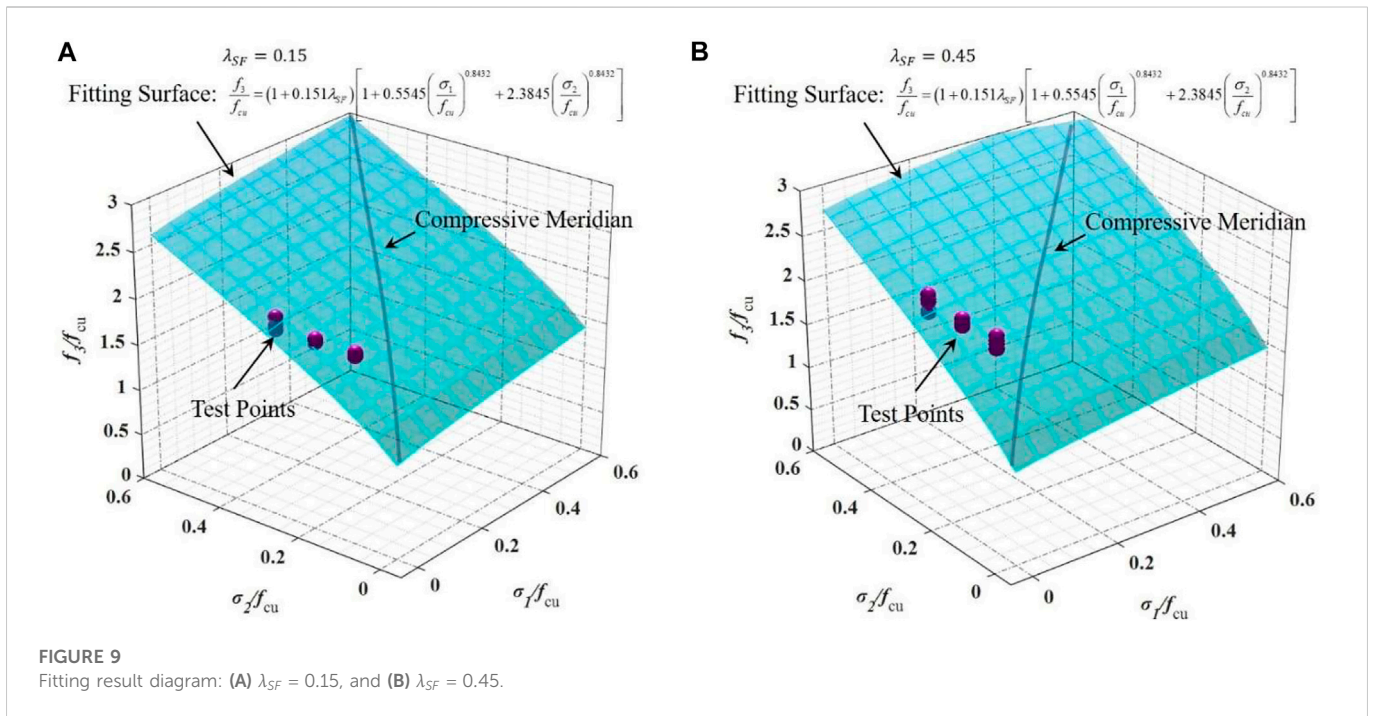 A
λSF = 0.15
Fitting Surface: f3/fcu = (1+0.151λSF)[1+0.5545(σ1/fcu)^0.8432 +2.3845(σ2/fcu)^0.8432]
Compressive Meridian
Test Points
f3/fcu
3
2.5
2
1.5
1
0.5
0
0.6
0.4
0.2
0
σ2/fcu
0
0.2
0.4
0.6
σ1/fcu
B
λSF = 0.45
Fitting Surface: f3/fcu = (1+0.151λSF)[1+0.5545(σ1/fcu)^0.8432 +2.3845(σ2/fcu)^0.8432]
Compressive Meridian
Test Points
f3/fcu
3
2.5
2
1.5
1
0.5
0
0.6
0.4
0.2
0
σ2/fcu
0
0.2
0.4
0.6
σ1/fcu
FIGURE 9
Fitting result diagram: (A) λSF = 0.15, and (B) λSF = 0.45.